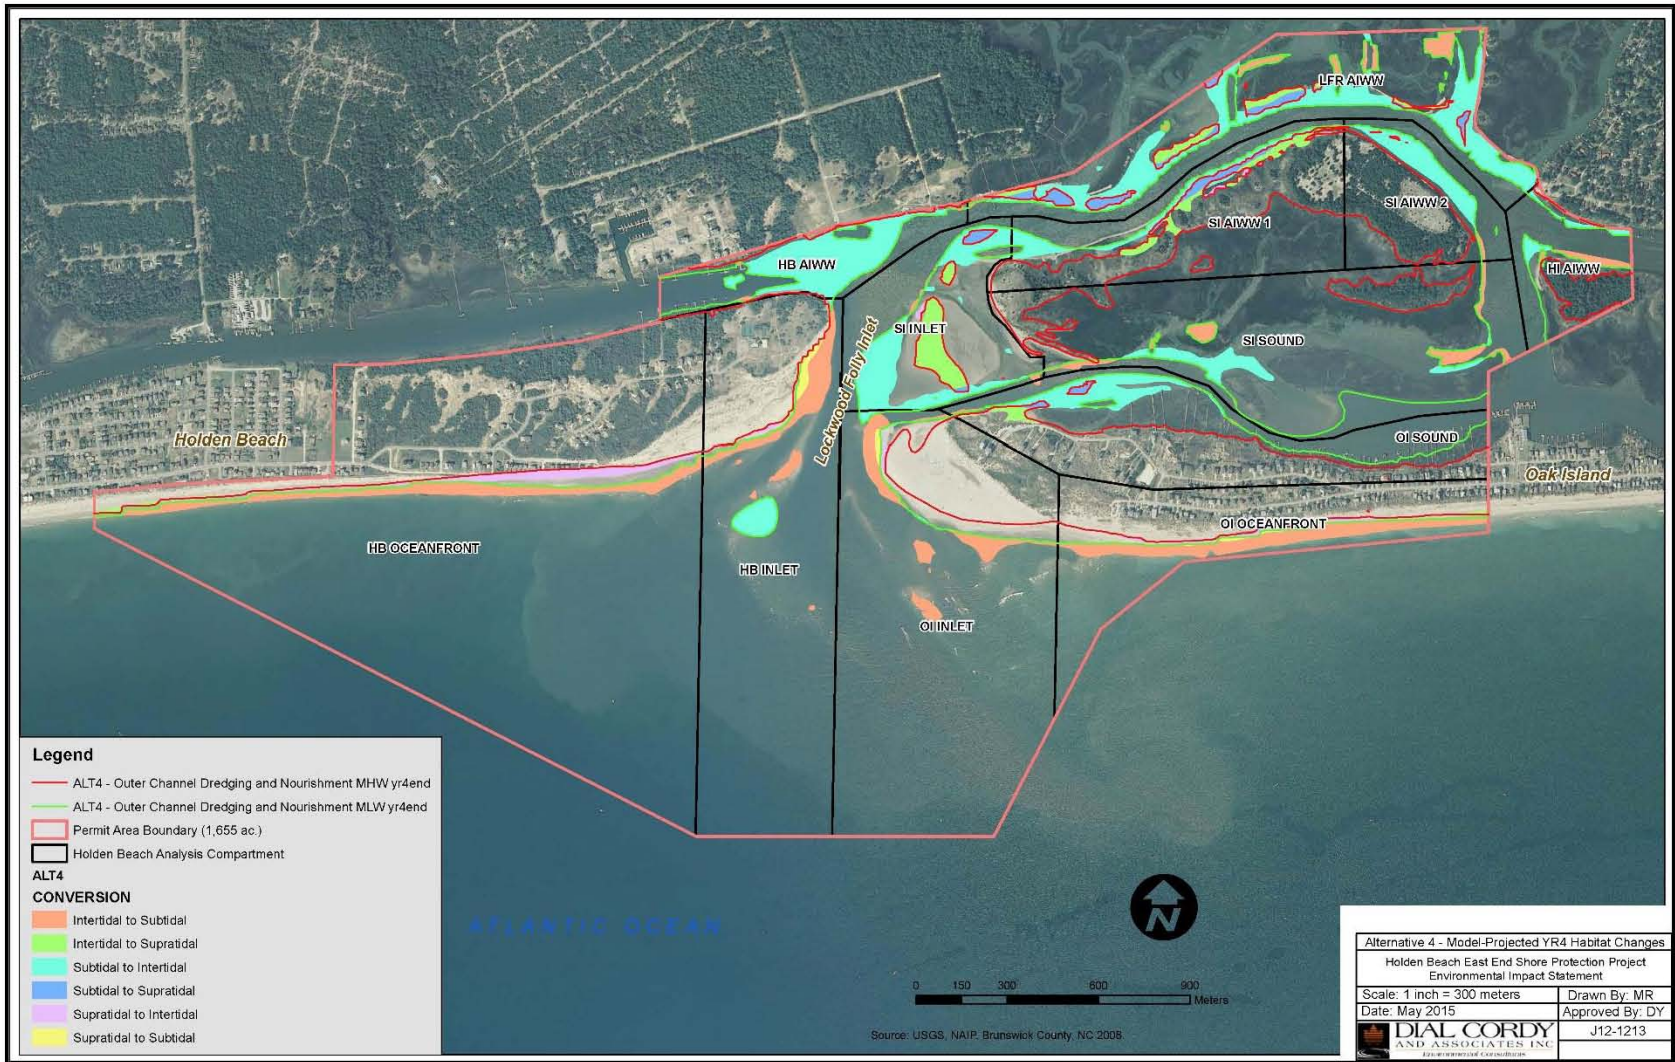 LFR AIWW
SI AIWW 2
SI AIWW 1
HB AIWW
HI AIWW
SI INLET
SI SOUND
Lockwood Folly Inlet
OI SOUND
Holden Beach
Oak Island
OI OCEANFRONT
HB OCEANFRONT
HB INLET
OI INLET
Legend
ALT4 - Outer Channel Dredging and Nourishment MHW yr4end
ALT4 - Outer Channel Dredging and Nourishment MLW yr4end
Permit Area Boundary (1,655 ac.)
Holden Beach Analysis Compartment
ALT4
CONVERSION
Intertidal to Subtidal
Intertidal to Supratidal
Subtidal to Intertidal
Subtidal to Supratidal
Supratidal to Intertidal
Supratidal to Subtidal
ATLANTIC OCEAN
N
0 150 300 600 900
Meters
Source: USGS, NAIP, Brunswick County, NC 2008
Alternative 4 - Model-Projected YR4 Habitat Changes
Holden Beach East End Shore Protection Project
Environmental Impact Statement
Scale: 1 inch = 300 meters
Drawn By: MR
Date: May 2015
Approved By: DY
DIAL CORDY
AND ASSOCIATES INC
Environmental Consultants
J12-1213